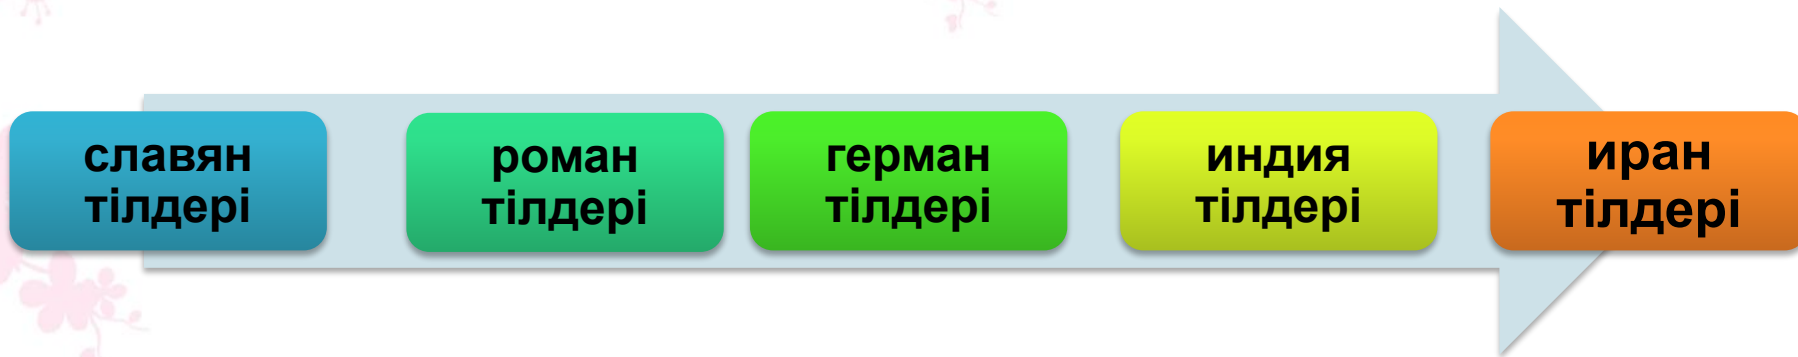 славян
тілдері
роман
тілдері
герман
тілдері
индия
тілдері
иран
тілдері